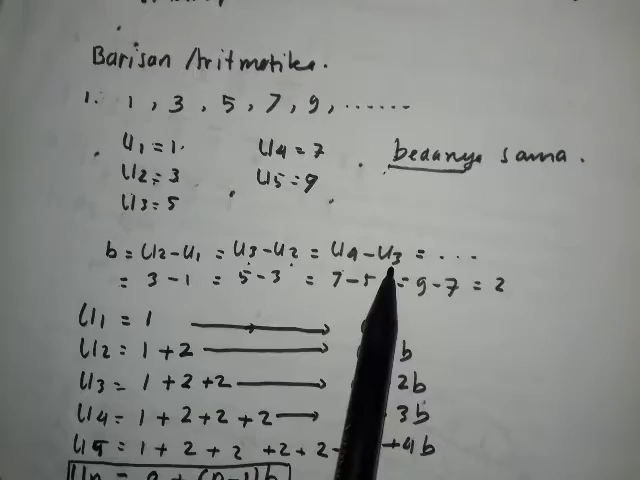 Barisan Aritmatika.
1. 1, 3, 5, 7, 9, .......
U1 = 1. U4 = 7
bedanya sama.
U2 = 3 U5 = 9
U3 = 5
b = U2 - U1 = U3 - U2 = U4 - U3 = ....
= 3 - 1 = 5 - 3 = 7 - 5 = 9 - 7 = 2
U1 = 1
U2 = 1 + 2 b
U3 = 1 + 2 + 2 2b
U4 = 1 + 2 + 2 + 2 3b
U5 = 1 + 2 + 2 + 2 + 2 +4b
Un = a + (n-1)b